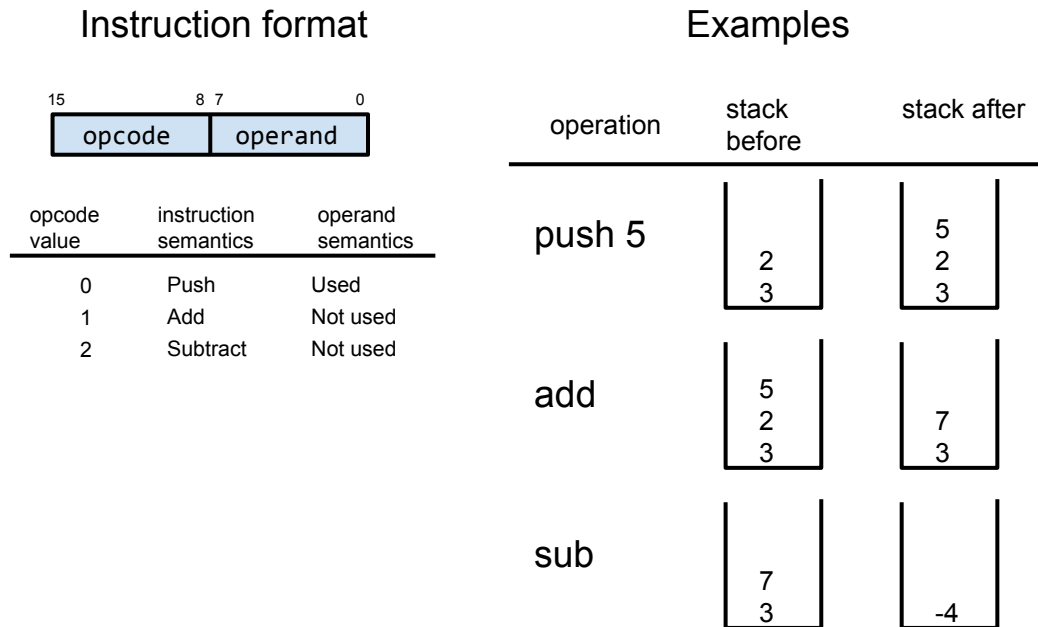 Instruction format
15 8 7 0
opcode operand
opcode instruction operand
value semantics semantics
0 Push Used
1 Add Not used
2 Subtract Not used
Examples
operation stack before stack after
push 5
2
3
5
2
3
add
5
2
3
7
3
sub
7
3
-4